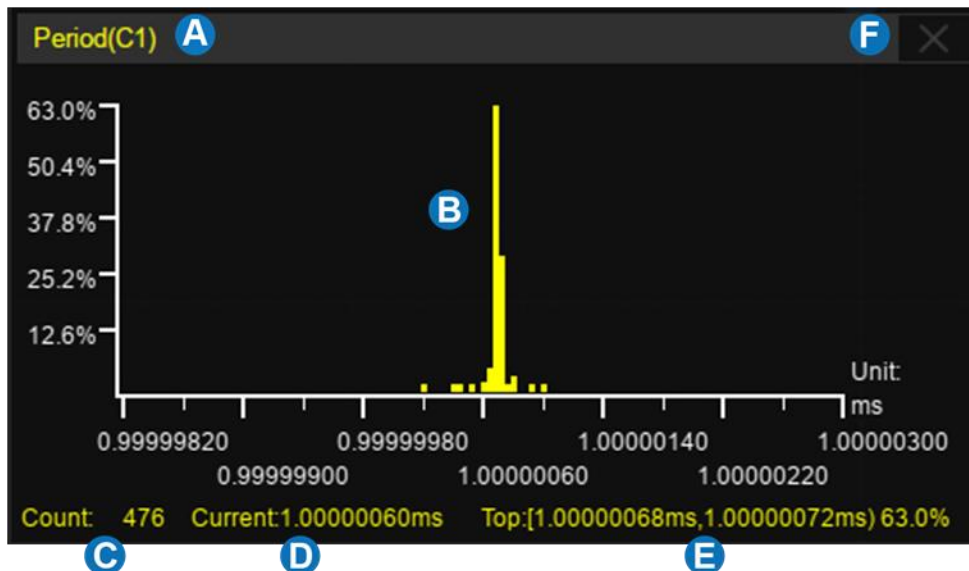 Period(C1) A F
63.0%
50.4%
B
37.8%
25.2%
12.6%
Unit:
ms
0.99999820 0.99999980 1.00000140 1.00000300
0.99999900 1.00000060 1.00000220
Count: 476 Current:1.00000060ms Top:[1.00000068ms,1.00000072ms) 63.0%
C D E